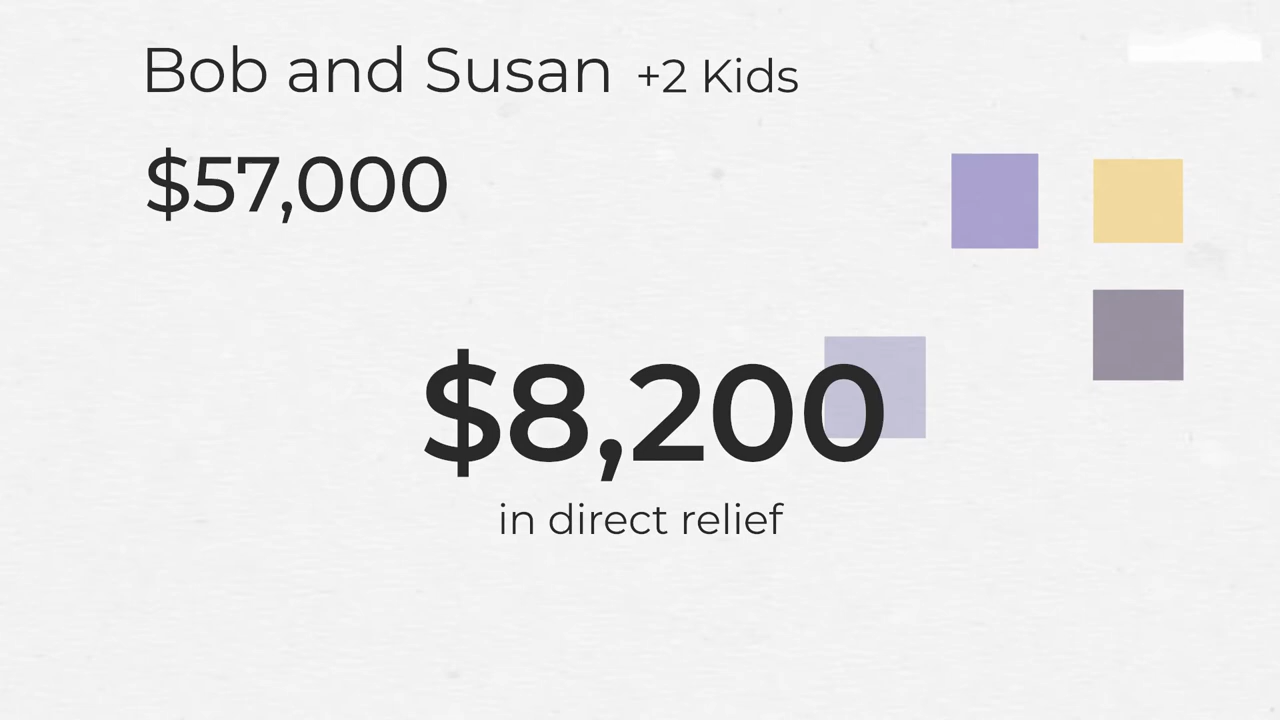 Bob and Susan +2 Kids
$57,000
$8,200
in direct relief